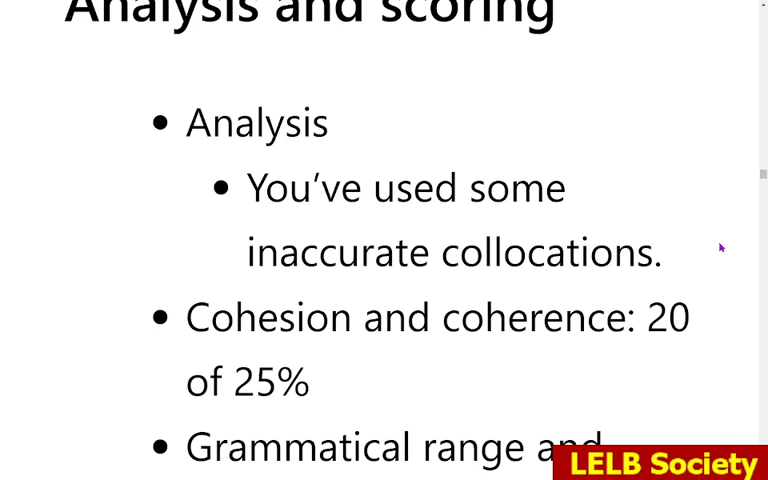 Analysis and scoring
Analysis
You've used some
inaccurate collocations.
Cohesion and coherence: 20
of 25%
Grammatical range and
LELB Society